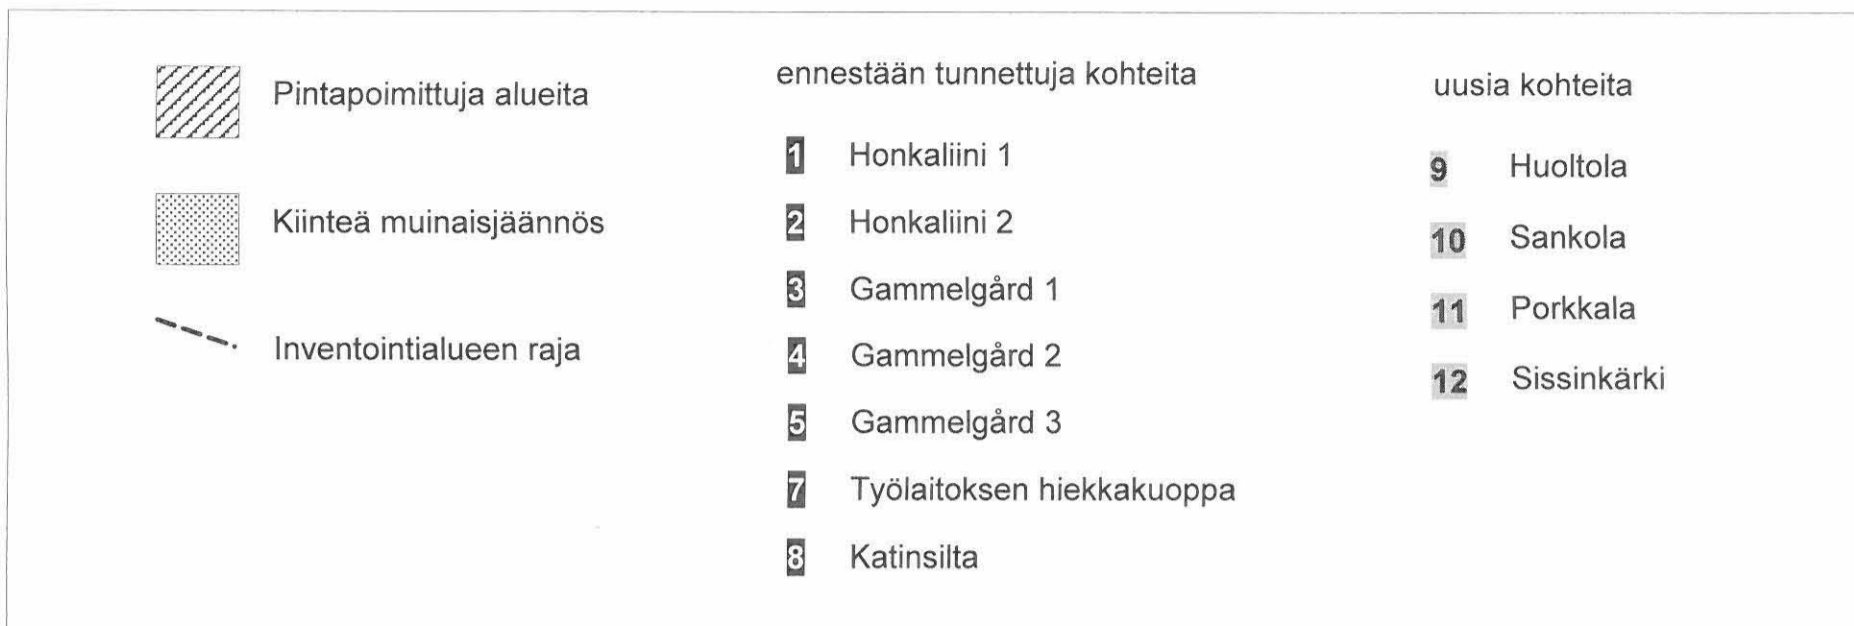 Pintapoimittuja alueita
Kiinteä muinaisjäännös
Inventointialueen raja
ennestään tunnettuja kohteita
1 Honkaliini 1
2 Honkaliini 2
3 Gammelgård 1
4 Gammelgård 2
5 Gammelgård 3
7 Työlaitoksen hiekkakuoppa
8 Katinsilta
uusia kohteita
9 Huoltola
10 Sankola
11 Porkkala
12 Sissinkärki